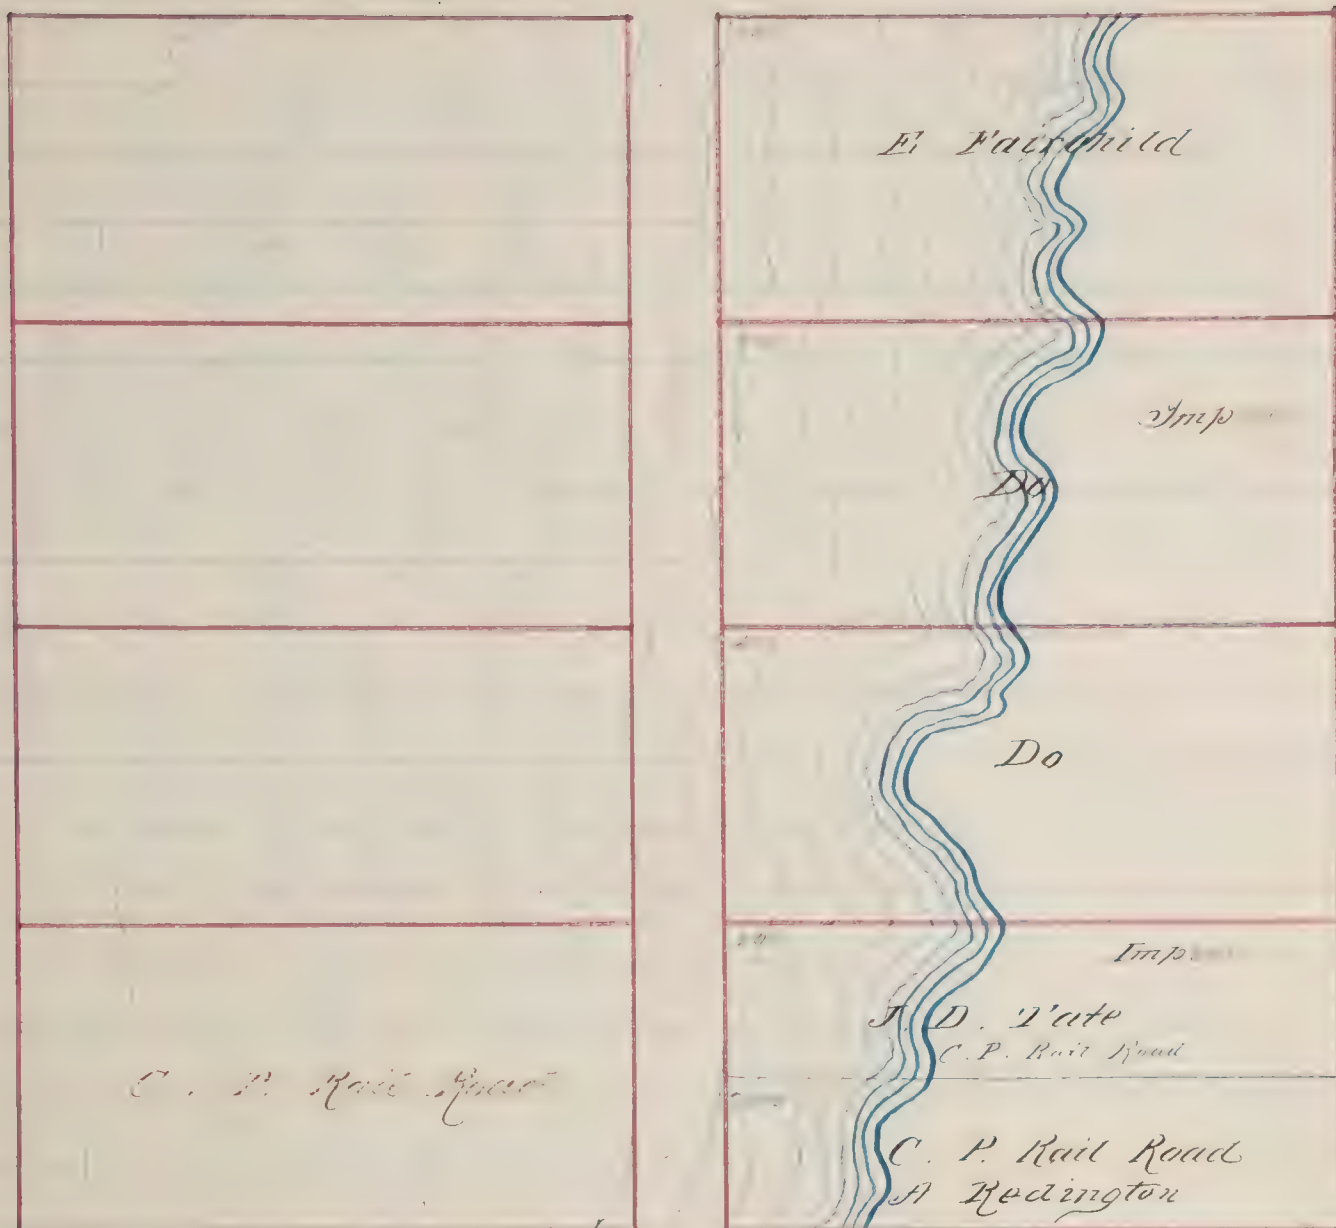 E. Fairchild
Imp
Do
Do
Imp
J. D. Tate
C. P. Rail Road
C. P. Rail Road
C. P. Rail Road
A Redington